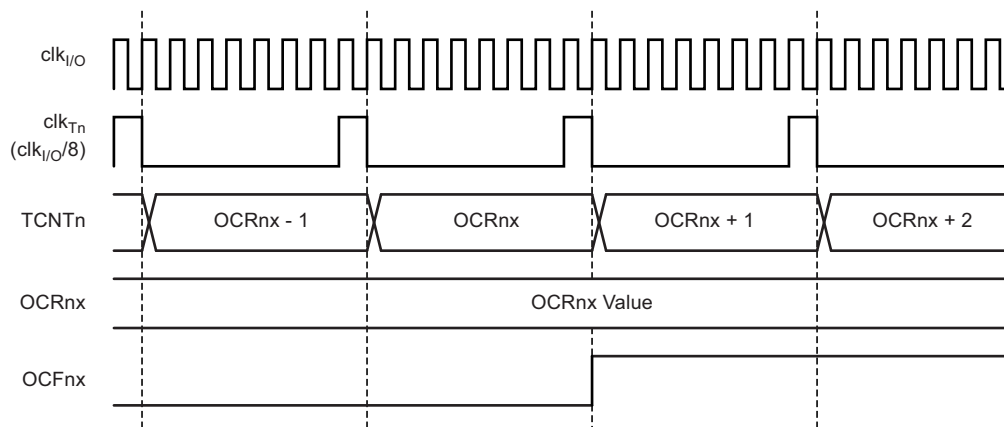 clkI/O
clkTn
(clkI/O/8)
TCNTn
OCRnx - 1
OCRnx
OCRnx + 1
OCRnx + 2
OCRnx
OCRnx Value
OCFnx